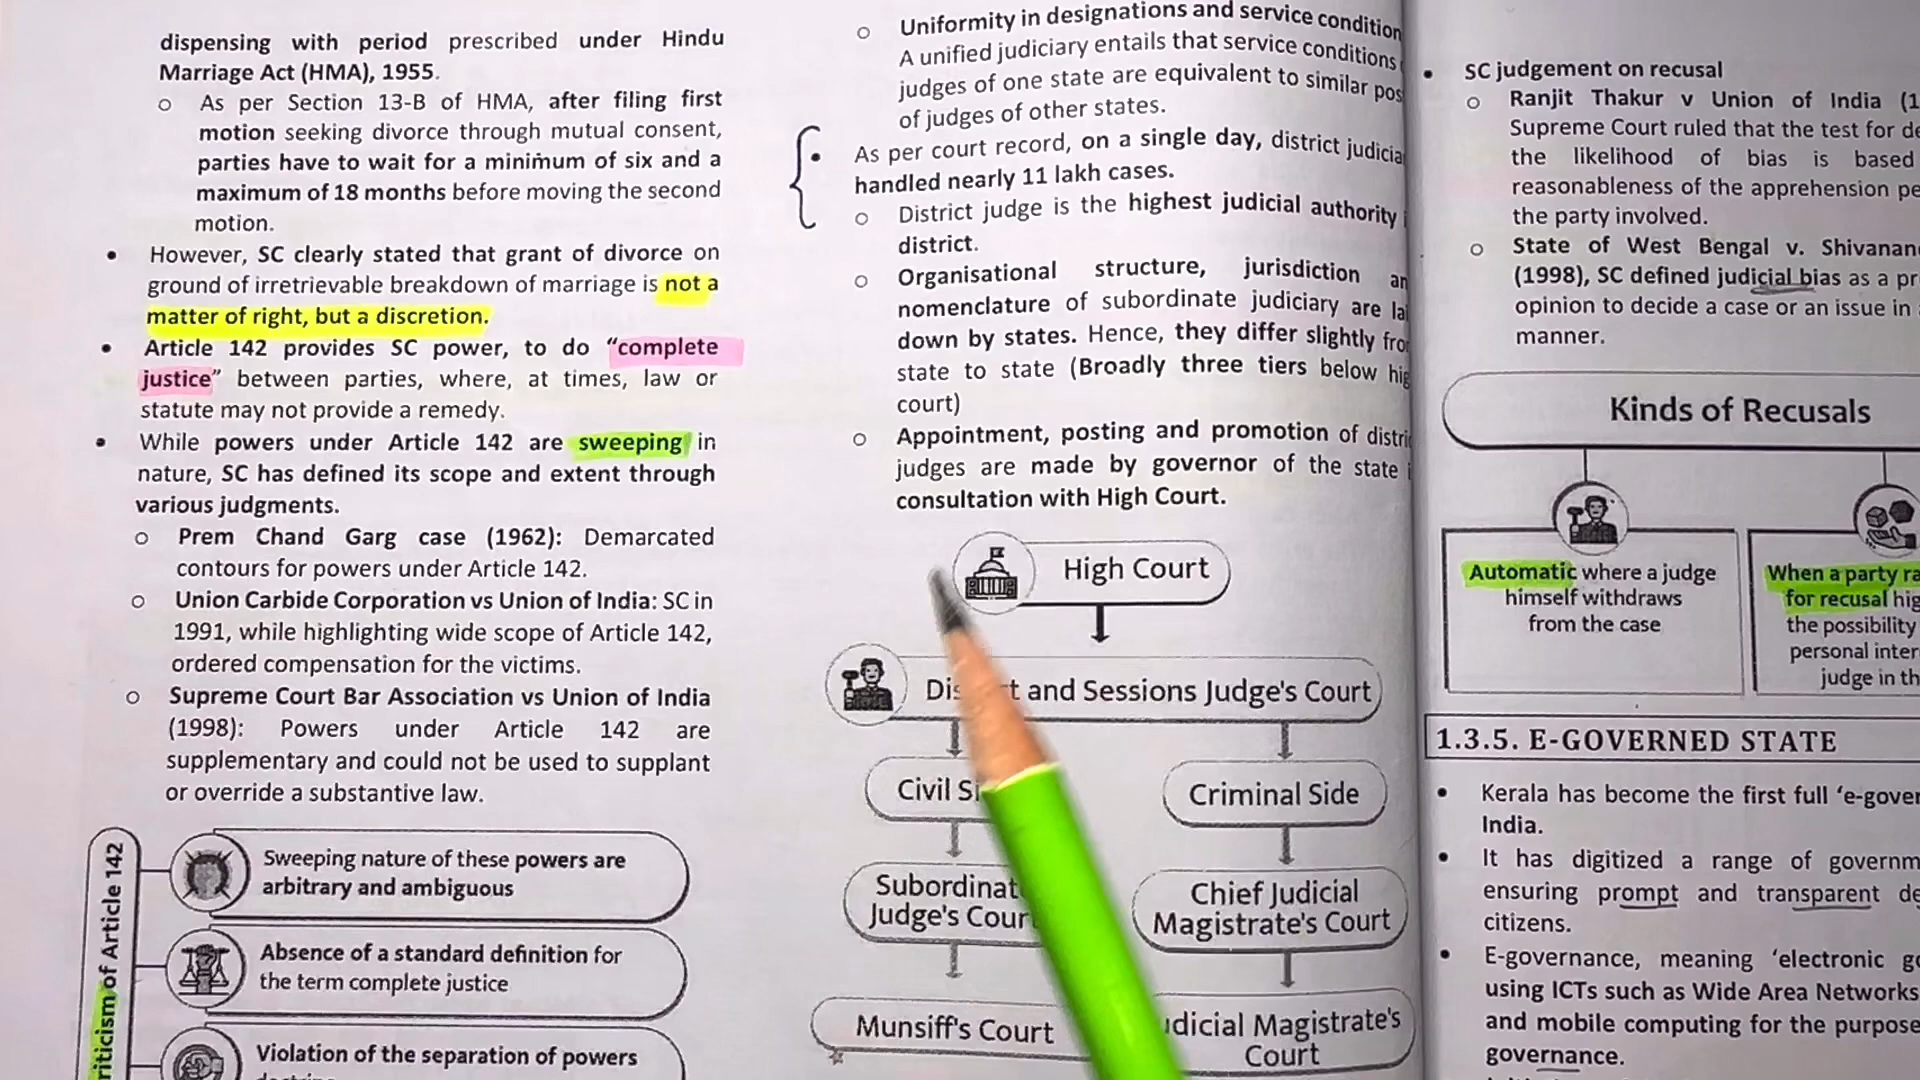 dispensing with period prescribed under Hindu
Marriage Act (HMA), 1955.
o As per Section 13-B of HMA, after filing first
motion seeking divorce through mutual consent,
parties have to wait for a minimum of six and a
maximum of 18 months before moving the second
motion.
• However, SC clearly stated that grant of divorce on
ground of irretrievable breakdown of marriage is not a
matter of right, but a discretion.
• Article 142 provides SC power, to do “complete
justice” between parties, where, at times, law or
statute may not provide a remedy.
• While powers under Article 142 are sweeping in
nature, SC has defined its scope and extent through
various judgments.
o Prem Chand Garg case (1962): Demarcated
contours for powers under Article 142.
o Union Carbide Corporation vs Union of India: SC in
1991, while highlighting wide scope of Article 142,
ordered compensation for the victims.
o Supreme Court Bar Association vs Union of India
(1998): Powers under Article 142 are
supplementary and could not be used to supplant
or override a substantive law.
of Article 142
Sweeping nature of these powers are
arbitrary and ambiguous
Absence of a standard definition for
the term complete justice
Violation of the separation of powers
o Uniformity in designations and service condition
A unified judiciary entails that service conditions
judges of one state are equivalent to similar
of judges of other states.
• As per court record, on a single day, district
handled nearly 11 lakh cases.
o District judge is the highest judicial authority
district.
o Organisational structure, jurisdiction
nomenclature of subordinate judiciary are
down by states. Hence, they differ slightly
state to state (Broadly three tiers below
court)
o Appointment, posting and promotion of
judges are made by governor of the state
consultation with High Court.
High Court
and Sessions Judge's Court
Civil
Criminal Side
Judge's
Chief Judicial
Magistrate's Court
Munsiff's Court
Magistrate's
Court
• SC judgement on recusal
o Ranjit Thakur v Union of India
Supreme Court ruled that the test for
the likelihood of bias is based
reasonableness of the apprehension
the party involved.
o State of West Bengal v.
(1998), SC defined judicial bias as a
opinion to decide a case or an issue in
manner.
Kinds of Recusals
Automatic where a judge
himself withdraws
from the case
When a party
for recusal
the possibility
personal
judge in
1.3.5. E-GOVERNED STATE
• Kerala has become the first full
India.
• It has digitized a range of
ensuring prompt and transparent
citizens.
• E-governance, meaning ‘electronic
using ICTs such as Wide Area Networks
and mobile computing for the purpose
governance.